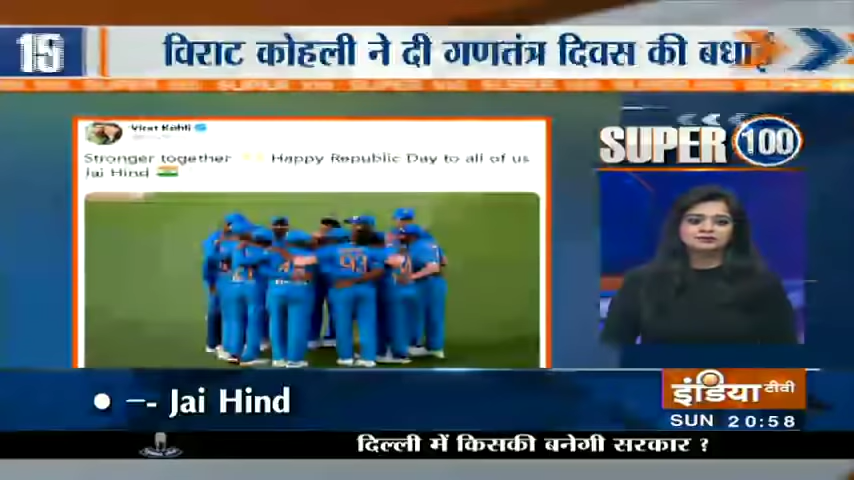 15
विराट कोहली ने दी गणतंत्र दिवस की बधाई
Virat Kohli
Stronger together Happy Republic Day to all of us
Jai Hind
SUPER 100
93
-- Jai Hind
इंडिया टीवी
SUN 20:58
दिल्ली में किसकी बनेगी सरकार ?